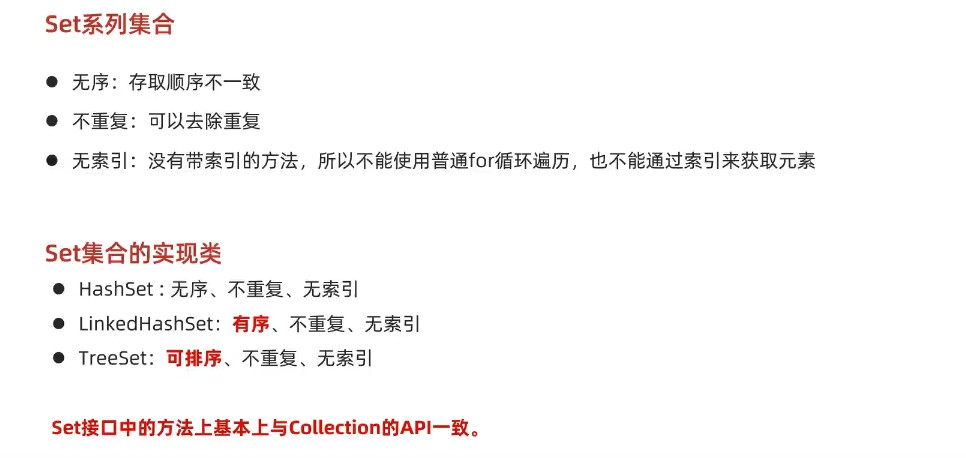 Set系列集合
● 无序：存取顺序不一致
● 不重复：可以去除重复
● 无索引：没有带索引的方法，所以不能使用普通for循环遍历，也不能通过索引来获取元素
Set集合的实现类
● HashSet : 无序、不重复、无索引
● LinkedHashSet：有序、不重复、无索引
● TreeSet：可排序、不重复、无索引
Set接口中的方法上基本上与Collection的API一致。